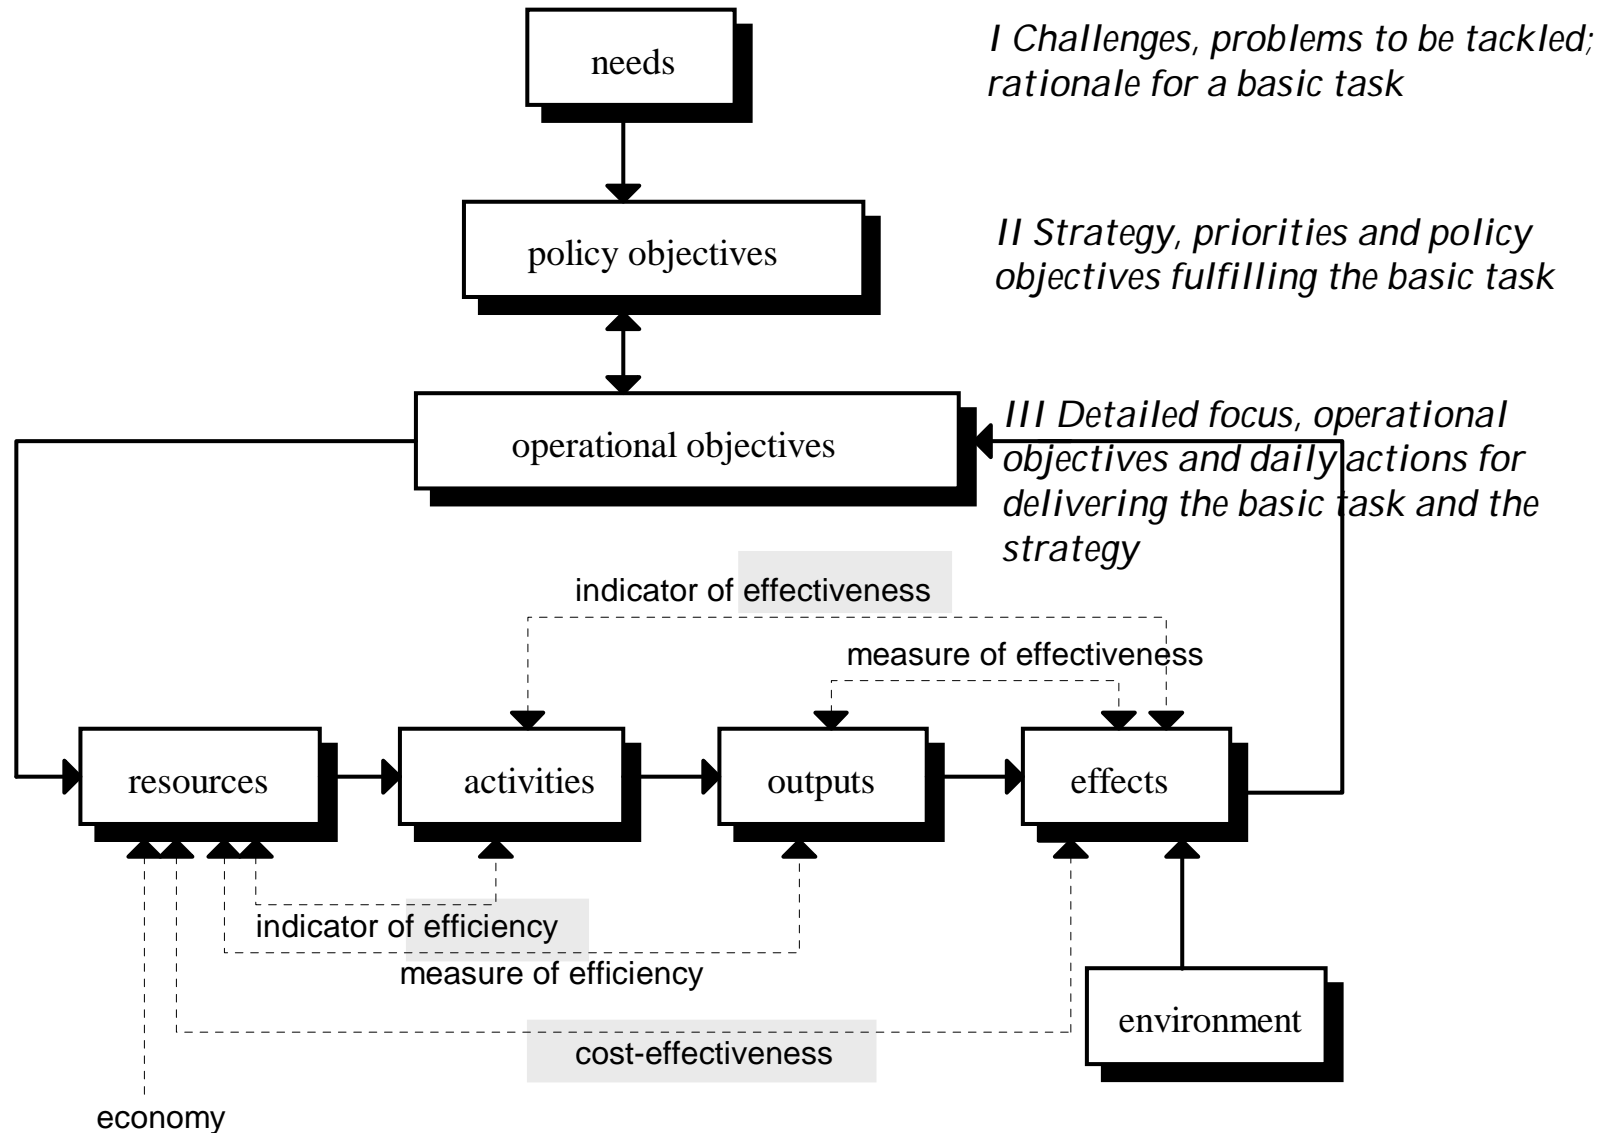 needs
I Challenges, problems to be tackled;
rationale for a basic task
policy objectives
II Strategy, priorities and policy
objectives fulfilling the basic task
operational objectives
III Detailed focus, operational
objectives and daily actions for
delivering the basic task and the
strategy
indicator of effectiveness
measure of effectiveness
resources
activities
outputs
effects
indicator of efficiency
measure of efficiency
environment
cost-effectiveness
economy